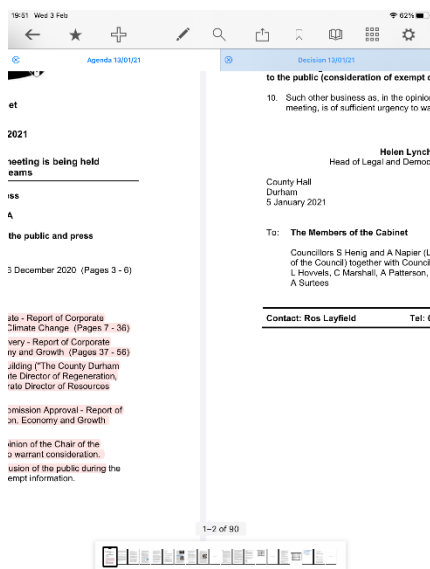 19:51 Wed 3 Feb
62%
Agenda 13/01/21
Decision 13/01/21
et
2021
neeting is being held
eams
ess
A
the public and press
December 2020 (Pages 3 - 6)
ate - Report of Corporate
Climate Change (Pages 7 - 36)
very - Report of Corporate
my and Growth (Pages 37 - 56)
uilding ("The County Durham
te Director of Regeneration,
rate Director of Resources
omission Approval - Report of
on, Economy and Growth
inion of the Chair of the
o warrant consideration.
usion of the public during the
empt information.
to the public (consideration of exempt
10. Such other business as, in the opinion
meeting, is of sufficient urgency to wa
Helen Lynch
Head of Legal and Democ
County Hall
Durham
5 January 2021
To: The Members of the Cabinet
Councillors S Henig and A Napier (L
of the Council) together with Counci
L Hovvels, C Marshall, A Patterson,
A Surtees
Contact: Ros Layfield Tel:
1–2 of 90